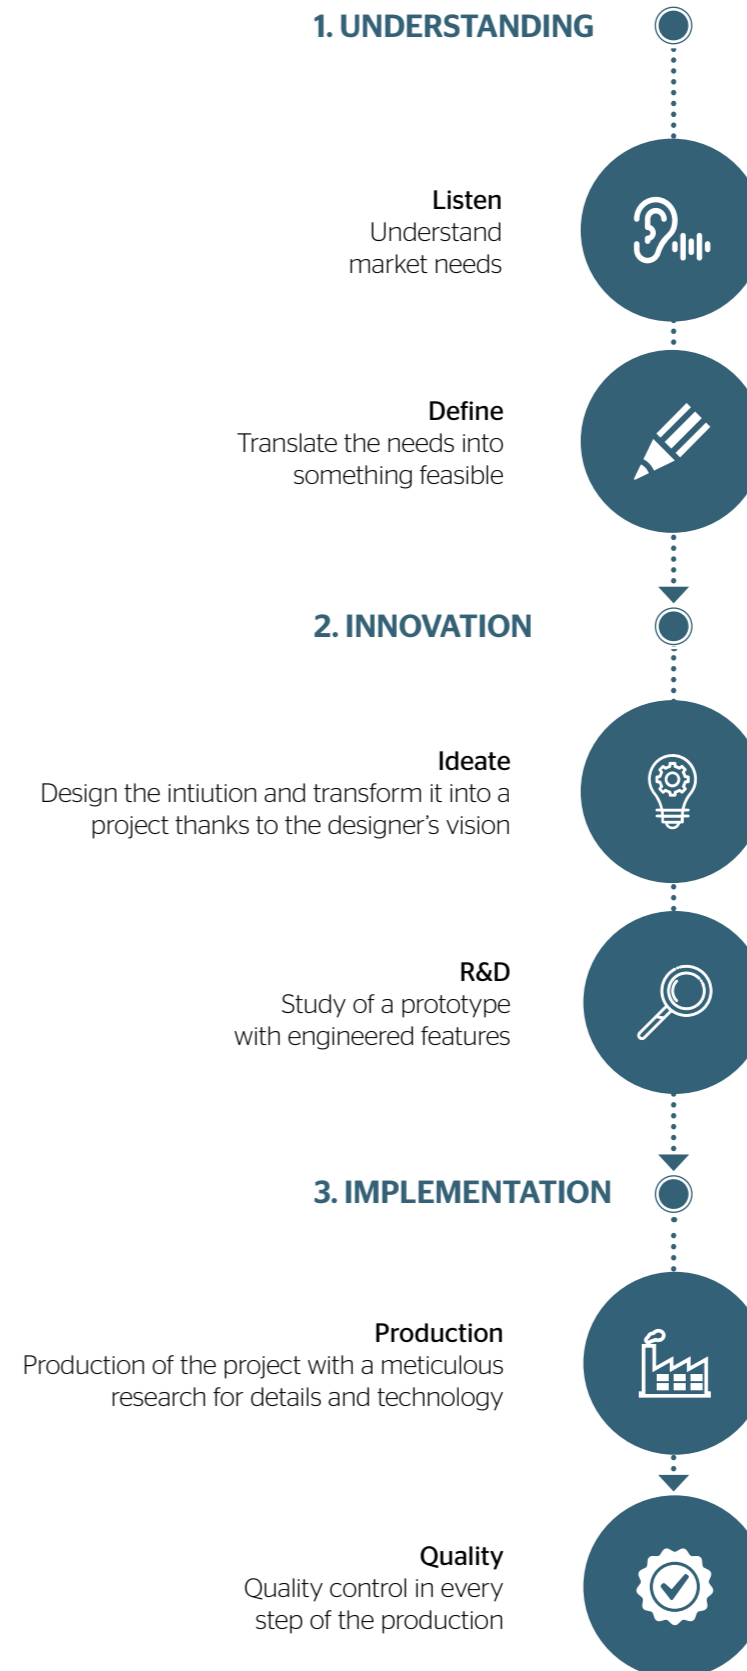 1. UNDERSTANDING
Listen
Understand
market needs
Define
Translate the needs into
something feasible
2. INNOVATION
Ideate
Design the intiution and transform it into a
project thanks to the designer’s vision
R&D
Study of a prototype
with engineered features
3. IMPLEMENTATION
Production
Production of the project with a meticulous
research for details and technology
Quality
Quality control in every
step of the production